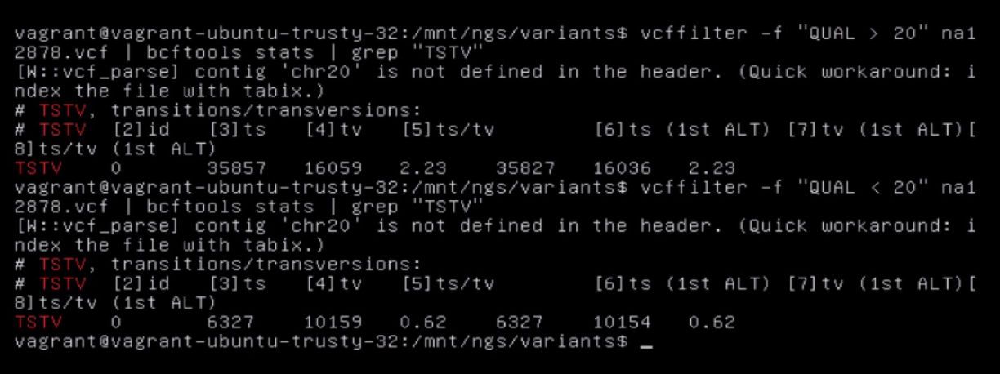 vagrant@vagrant-ubuntu-trusty-32:/mnt/ngs/variants$ vcffilter -f "QUAL > 20" na1
2878.vcf | bcftools stats | grep "TSTV"
[W::vcf_parse] contig 'chr20' is not defined in the header. (Quick workaround: i
ndex the file with tabix.)
# TSTV, transitions/transversions:
# TSTV  [2]id   [3]ts   [4]tv   [5]ts/tv        [6]ts (1st ALT) [7]tv (1st ALT)[
8]ts/tv (1st ALT)
TSTV    0       35857   16059   2.23    35827   16036   2.23
vagrant@vagrant-ubuntu-trusty-32:/mnt/ngs/variants$ vcffilter -f "QUAL < 20" na1
2878.vcf | bcftools stats | grep "TSTV"
[W::vcf_parse] contig 'chr20' is not defined in the header. (Quick workaround: i
ndex the file with tabix.)
# TSTV, transitions/transversions:
# TSTV  [2]id   [3]ts   [4]tv   [5]ts/tv        [6]ts (1st ALT) [7]tv (1st ALT)[
8]ts/tv (1st ALT)
TSTV    0       6327    10159   0.62    6327    10154   0.62
vagrant@vagrant-ubuntu-trusty-32:/mnt/ngs/variants$ _